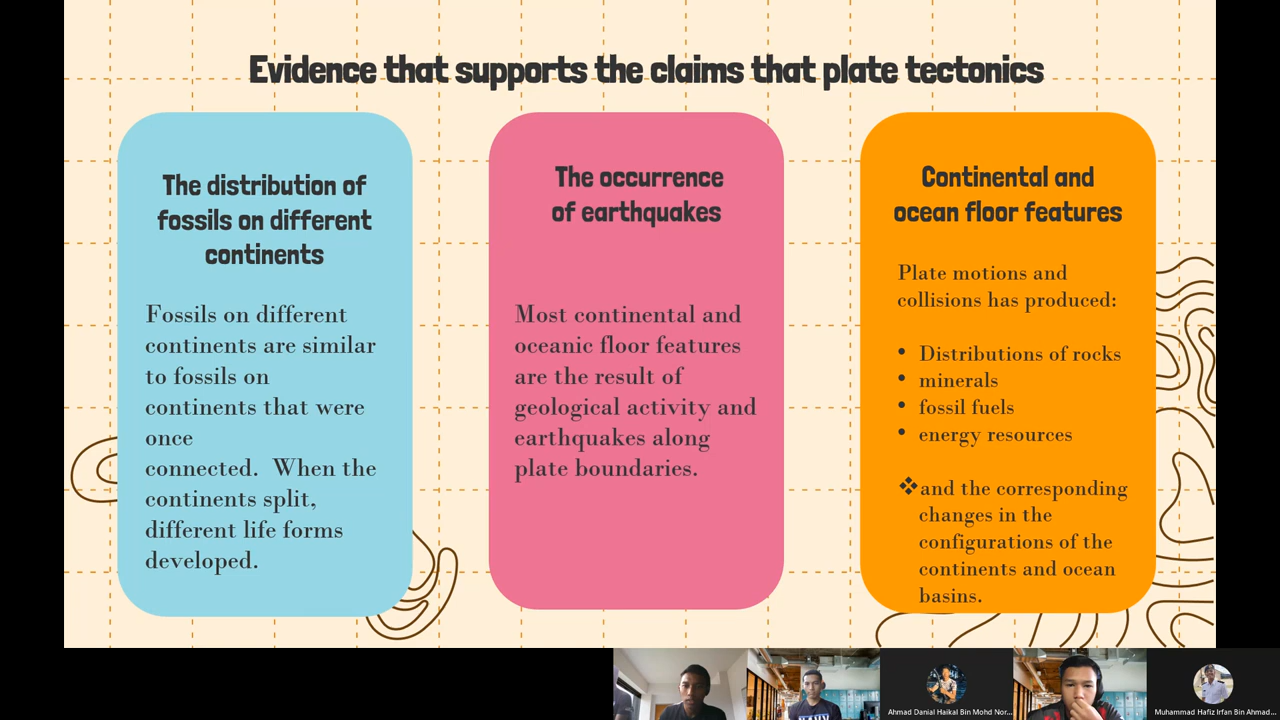 Evidence that supports the claims that plate tectonics
The distribution of
fossils on different
continents
Fossils on different
continents are similar
to fossils on
continents that were
once
connected.  When the
continents split,
different life forms
developed.
The occurrence
of earthquakes
Most continental and
oceanic floor features
are the result of
geological activity and
earthquakes along
plate boundaries.
Continental and
ocean floor features
Plate motions and
collisions has produced:
• Distributions of rocks
• minerals
• fossil fuels
• energy resources
❖and the corresponding
changes in the
configurations of the
continents and ocean
basins.
Ahmad Danial Haikal Bin Mohd Nor...
Muhammad Hafiz Irfan Bin Ahmad...